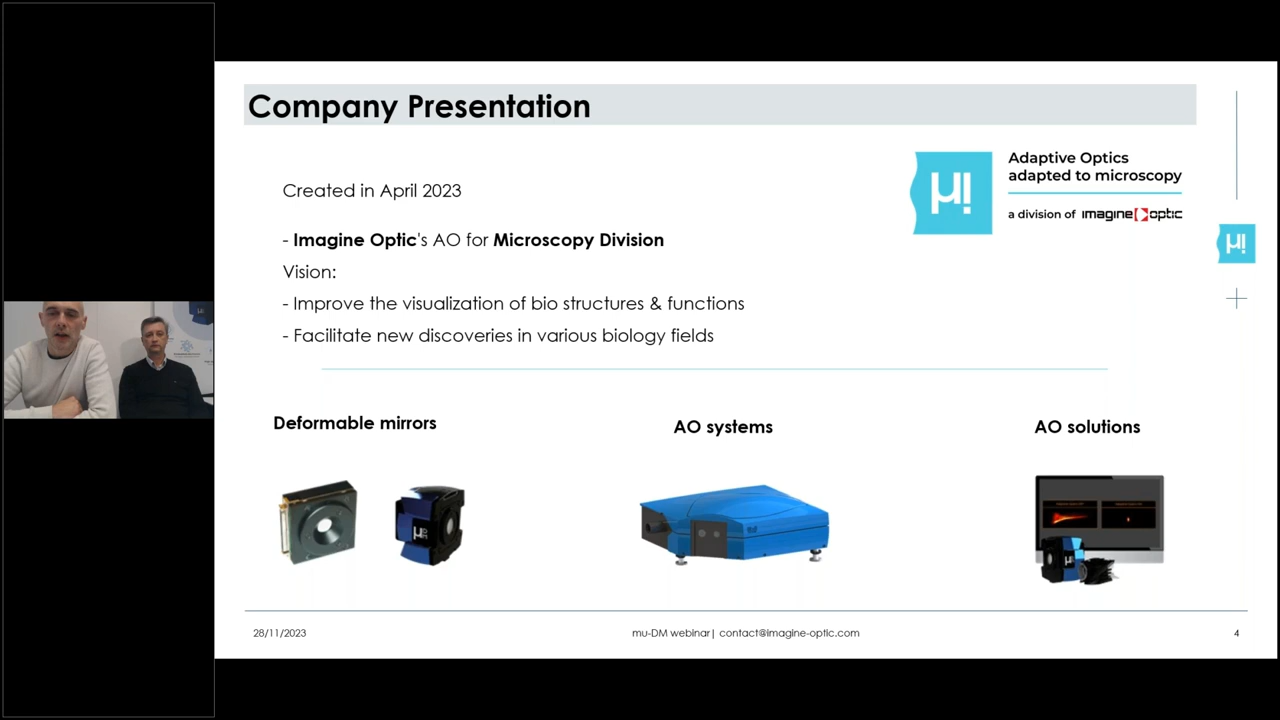 Company Presentation
Adaptive Optics
adapted to microscopy
a division of imagine optic
µ!
µ!
Created in April 2023
- Imagine Optic's AO for Microscopy Division
Vision:
- Improve the visualization of bio structures & functions
- Facilitate new discoveries in various biology fields
Deformable mirrors
AO systems
AO solutions
28/11/2023
mu-DM webinar| contact@imagine-optic.com
4